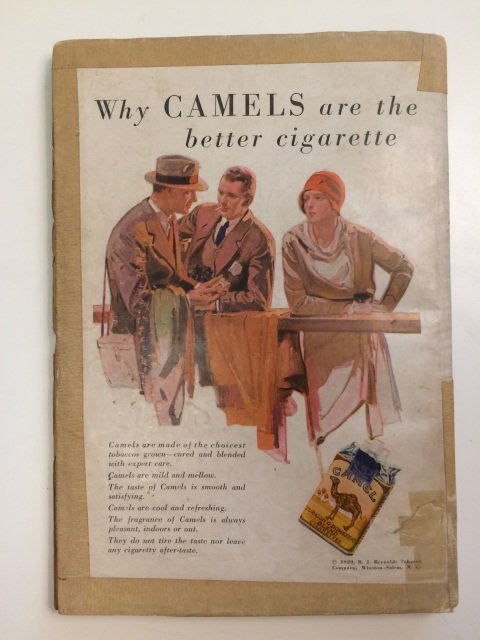 Why CAMELS are the
better cigarette
Camels are made of the choicest
tobaccos grown—cured and blended
with expert care.
Camels are mild and mellow.
The taste of Camels is smooth and
satisfying.
Camels are cool and refreshing.
The fragrance of Camels is always
pleasant, indoors or out.
They do not tire the taste nor leave
any cigaretty after-taste.
CAMEL
© 1929, R. J. Reynolds Tobacco
Company, Winston-Salem, N. C.